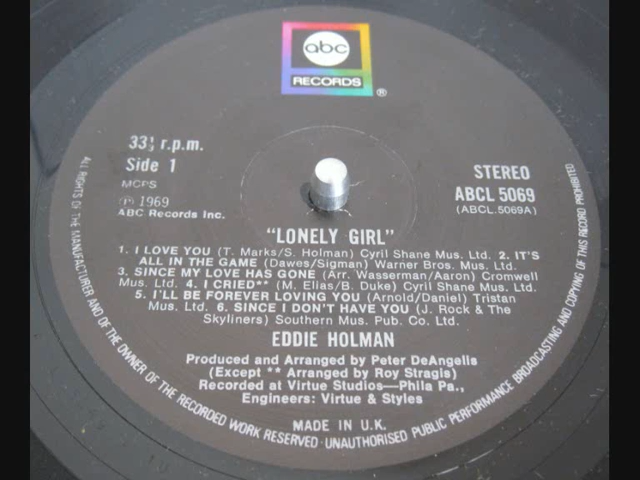 abc
RECORDS
®
33⅓ r.p.m.
Side 1
MCPS
℗ 1969
ABC Records Inc.
STEREO
ABCL 5069
(ABCL.5069A)
"LONELY GIRL"
1. I LOVE YOU (T. Marks/S. Holman) Cyril Shane Mus. Ltd. 2. IT'S
ALL IN THE GAME (Dawes/Sigman) Warner Bros. Mus. Ltd.
3. SINCE MY LOVE HAS GONE (Arr. Wasserman/Aaron) Cromwell
Mus. Ltd. 4. I CRIED** (M. Elias/B. Duke) Cyril Shane Mus. Ltd.
5. I'LL BE FOREVER LOVING YOU (Arnold/Daniel) Tristan
Mus. Ltd. 6. SINCE I DON'T HAVE YOU (J. Rock & The
Skyliners) Southern Mus. Pub. Co. Ltd.
EDDIE HOLMAN
Produced and Arranged by Peter DeAngelis
(Except ** Arranged by Roy Stragis)
Recorded at Virtue Studios—Phila Pa.,
Engineers: Virtue & Styles
MADE IN U.K.
ALL RIGHTS OF THE MANUFACTURER AND OF THE OWNER OF THE RECORDED WORK RESERVED · UNAUTHORISED PUBLIC PERFORMANCE BROADCASTING AND COPYING OF THIS RECORD PROHIBITED